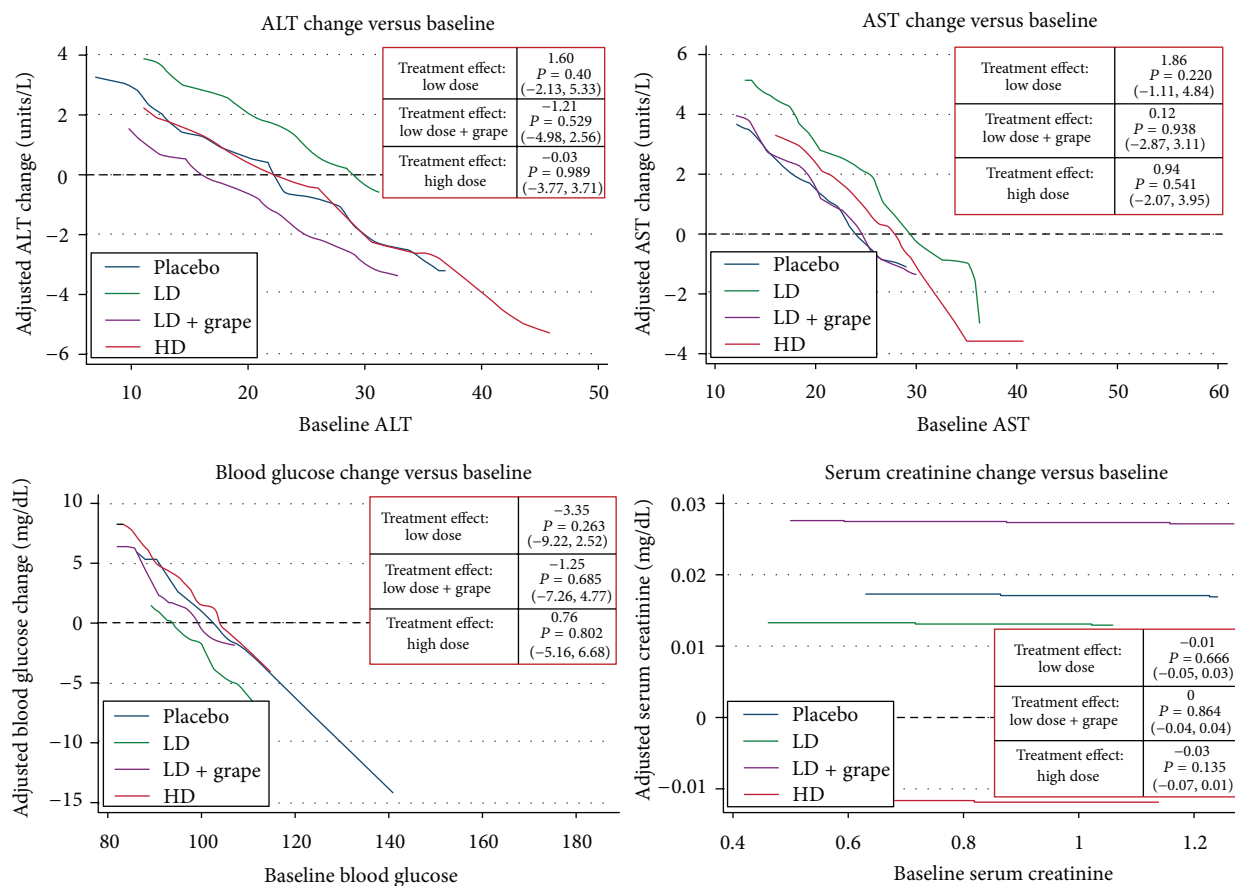 ALT change versus baseline
Adjusted ALT change (units/L)
4
2
0
−2
−4
−6
Treatment effect:
low dose
1.60
P = 0.40
(−2.13, 5.33)
Treatment effect:
low dose + grape
−1.21
P = 0.529
(−4.98, 2.56)
Treatment effect:
high dose
−0.03
P = 0.989
(−3.77, 3.71)
Placebo
LD
LD + grape
HD
10
20
30
40
50
Baseline ALT
AST change versus baseline
Adjusted AST change (units/L)
6
4
2
0
−2
−4
Treatment effect:
low dose
1.86
P = 0.220
(−1.11, 4.84)
Treatment effect:
low dose + grape
0.12
P = 0.938
(−2.87, 3.11)
Treatment effect:
high dose
0.94
P = 0.541
(−2.07, 3.95)
Placebo
LD
LD + grape
HD
10
20
30
40
50
60
Baseline AST
Blood glucose change versus baseline
Adjusted blood glucose change (mg/dL)
10
5
0
−5
−10
−15
Treatment effect:
low dose
−3.35
P = 0.263
(−9.22, 2.52)
Treatment effect:
low dose + grape
−1.25
P = 0.685
(−7.26, 4.77)
Treatment effect:
high dose
0.76
P = 0.802
(−5.16, 6.68)
Placebo
LD
LD + grape
HD
80
100
120
140
160
180
Baseline blood glucose
Serum creatinine change versus baseline
Adjusted serum creatinine (mg/dL)
0.03
0.02
0.01
0
−0.01
Treatment effect:
low dose
−0.01
P = 0.666
(−0.05, 0.03)
Treatment effect:
low dose + grape
0
P = 0.864
(−0.04, 0.04)
Treatment effect:
high dose
−0.03
P = 0.135
(−0.07, 0.01)
Placebo
LD
LD + grape
HD
0.4
0.6
0.8
1
1.2
Baseline serum creatinine